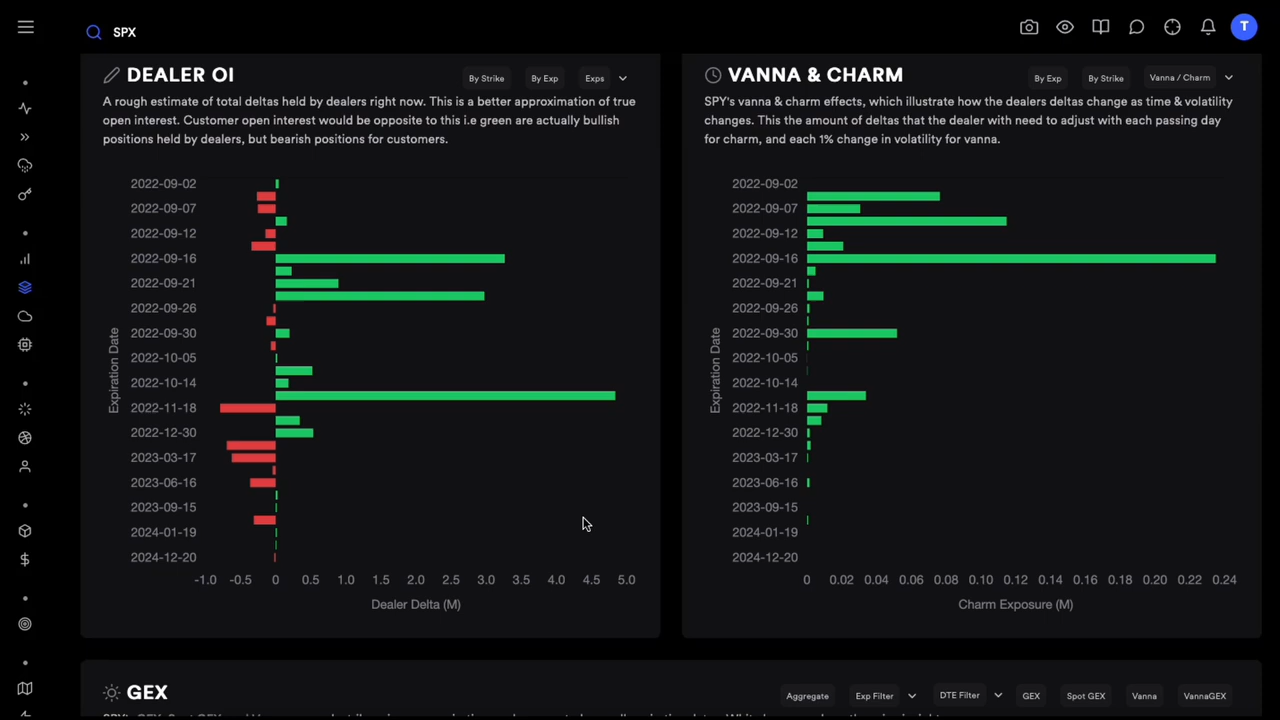 SPX
T
DEALER OI
By Strike
By Exp
Exps
A rough estimate of total deltas held by dealers right now. This is a better approximation of true
open interest. Customer open interest would be opposite to this i.e green are actually bullish
positions held by dealers, but bearish positions for customers.
Expiration Date
2022-09-02
2022-09-07
2022-09-12
2022-09-16
2022-09-21
2022-09-26
2022-09-30
2022-10-05
2022-10-14
2022-11-18
2022-12-30
2023-03-17
2023-06-16
2023-09-15
2024-01-19
2024-12-20
-1.0 -0.5 0 0.5 1.0 1.5 2.0 2.5 3.0 3.5 4.0 4.5 5.0
Dealer Delta (M)
VANNA & CHARM
By Exp
By Strike
Vanna / Charm
SPY's vanna & charm effects, which illustrate how the dealers deltas change as time & volatility
changes. This the amount of deltas that the dealer with need to adjust with each passing day
for charm, and each 1% change in volatility for vanna.
Expiration Date
2022-09-02
2022-09-07
2022-09-12
2022-09-16
2022-09-21
2022-09-26
2022-09-30
2022-10-05
2022-10-14
2022-11-18
2022-12-30
2023-03-17
2023-06-16
2023-09-15
2024-01-19
2024-12-20
0 0.02 0.04 0.06 0.08 0.10 0.12 0.14 0.16 0.18 0.20 0.22 0.24
Charm Exposure (M)
GEX
Aggregate
Exp Filter
DTE Filter
GEX
Spot GEX
Vanna
VannaGEX